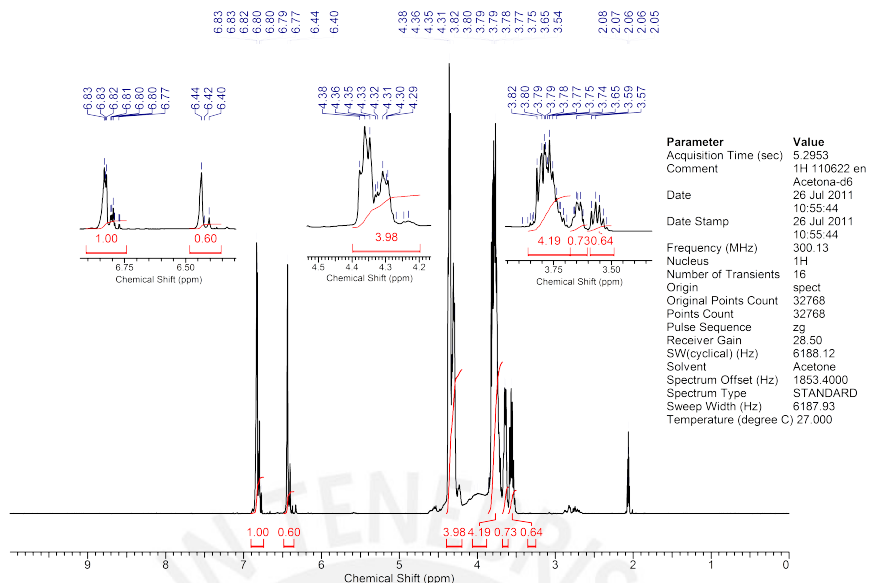 6.83 6.83 6.82 6.80 6.80 6.79 6.77 6.44 6.40 4.38 4.36 4.35 4.31 3.82 3.80 3.79 3.79 3.78 3.77 3.75 3.65 3.54 2.08 2.07 2.06 2.06 2.05
6.83 6.83 6.82 6.81 6.80 6.80 6.77 6.44 6.42 6.40
1.00 0.60
6.75 6.50
Chemical Shift (ppm)
4.38 4.36 4.35 4.33 4.32 4.31 4.30 4.29
3.98
4.5 4.4 4.3 4.2
Chemical Shift (ppm)
3.82 3.80 3.79 3.79 3.78 3.77 3.75 3.74 3.65 3.59 3.57
4.19 0.73 0.64
3.75 3.50
Chemical Shift (ppm)
Parameter Value
Acquisition Time (sec) 5.2953
Comment 1H 110622 en
Acetona-d6
Date 26 Jul 2011
10:55:44
Date Stamp 26 Jul 2011
10:55:44
Frequency (MHz) 300.13
Nucleus 1H
Number of Transients 16
Origin spect
Original Points Count 32768
Points Count 32768
Pulse Sequence zg
Receiver Gain 28.50
SW(cyclical) (Hz) 6188.12
Solvent Acetone
Spectrum Offset (Hz) 1853.4000
Spectrum Type STANDARD
Sweep Width (Hz) 6187.93
Temperature (degree C) 27.000
1.00 0.60 3.98 4.19 0.73 0.64
9 8 7 6 5 4 3 2 1 0
Chemical Shift (ppm)